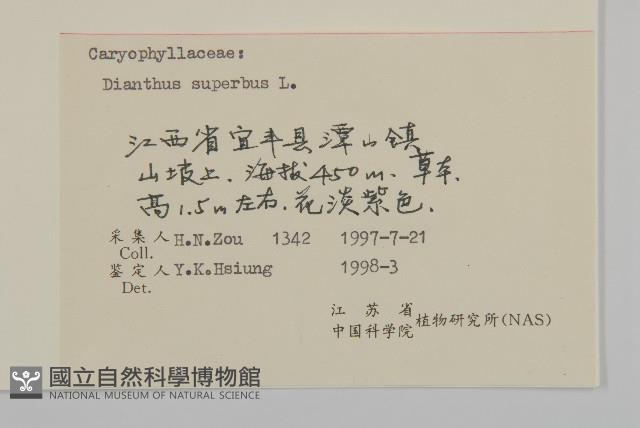 Caryophyllaceae:
Dianthus superbus L.
江西省宜丰县潭山镇
山坡上、海拔450m、草本、
高1.5m左右、花淡紫色、
采集人 H.N.Zou 1342 1997-7-21
Coll.
鉴定人 Y.K.Hsiung 1998-3
Det.
江苏省
中国科学院 植物研究所(NAS)
國立自然科學博物館
NATIONAL MUSEUM OF NATURAL SCIENCE